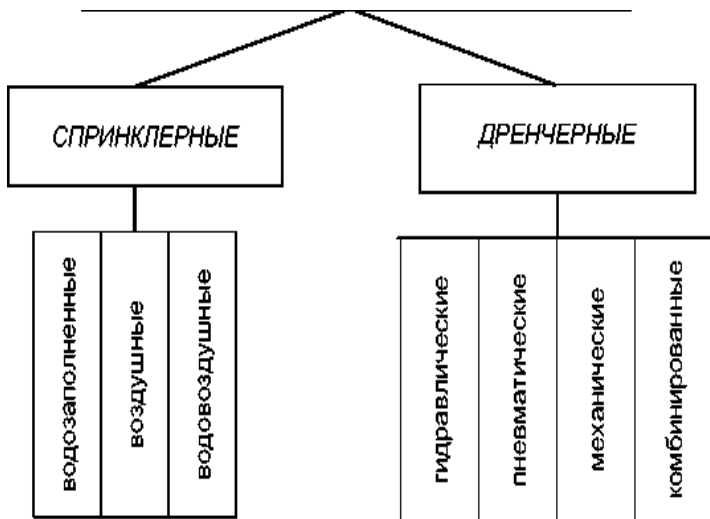 СПРИНКЛЕРНЫЕ
ДРЕНЧЕРНЫЕ
водозаполненные
воздушные
водовоздушные
гидравлические
пневматические
механические
комбинированные